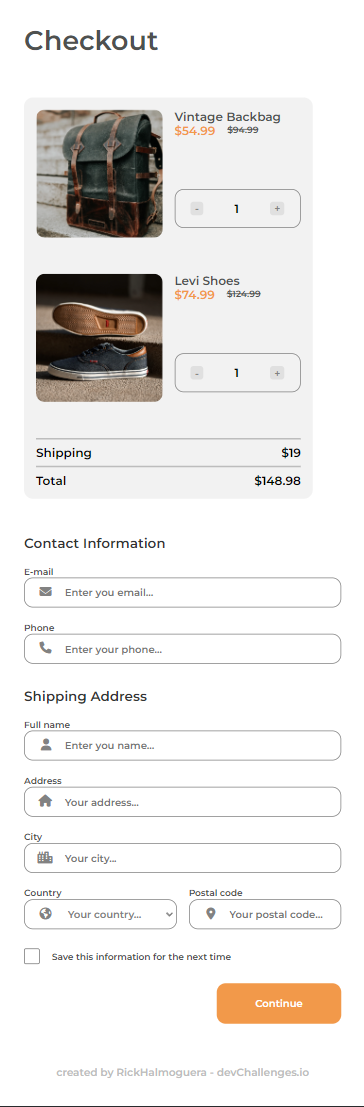 Checkout
Vintage Backbag
$54.99 $94.99
- 1 +
Levi Shoes
$74.99 $124.99
- 1 +
Shipping $19
Total $148.98
Contact Information
E-mail
Enter you email...
Phone
Enter your phone...
Shipping Address
Full name
Enter you name...
Address
Your address...
City
Your city...
Country Postal code
Your country... Your postal code...
Save this information for the next time
Continue
created by RickHalmoguera - devChallenges.io